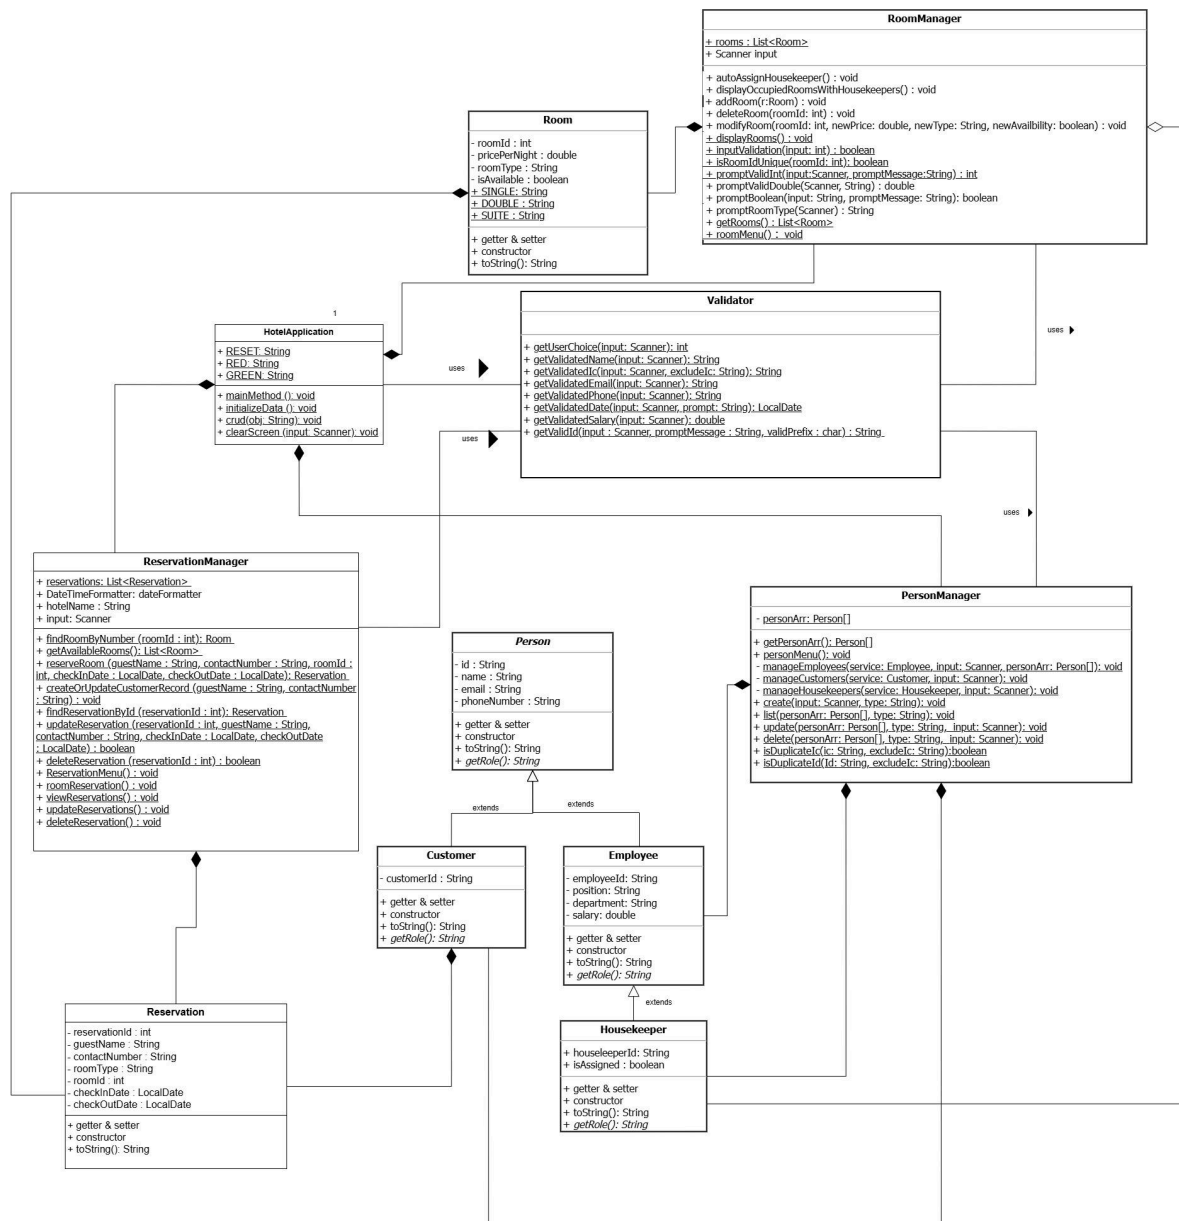 RoomManager
+ rooms : List<Room>
+ Scanner input
+ autoAssignHousekeeper() : void
+ displayOccupiedRoomsWithHousekeepers() : void
+ addRoom(r:Room) : void
+ deleteRoom(roomId: int) : void
+ modifyRoom(roomId: int, newPrice: double, newType: String, newAvailbility: boolean) : void
+ displayRooms() : void
+ inputValidation(input: int) : boolean
+ isRoomIdUnique(roomId: int): boolean
+ promptValidInt(input:Scanner, promptMessage:String) : int
+ promptValidDouble(Scanner, String) : double
+ promptBoolean(input: String, promptMessage: String): boolean
+ promptRoomType(Scanner) : String
+ getRooms() : List<Room>
+ roomMenu() : void
Room
- roomId : int
- pricePerNight : double
- roomType : String
- isAvailable : boolean
+ SINGLE: String
+ DOUBLE : String
+ SUITE : String
+ getter & setter
+ constructor
+ toString(): String
Validator
+ getUserChoice(input: Scanner): int
+ getValidatedName(input: Scanner): String
+ getValidatedIc(input: Scanner, excludeIc: String): String
+ getValidatedEmail(input: Scanner): String
+ getValidatedPhone(input: Scanner): String
+ getValidatedDate(input: Scanner, prompt: String): LocalDate
+ getValidatedSalary(input: Scanner): double
+ getValidId(input : Scanner, promptMessage : String, validPrefix : char) : String
1
HotelApplication
+ RESET: String
+ RED: String
+ GREEN: String
+ mainMethod (): void
+ initializeData (): void
+ crud(obj: String): void
+ clearScreen (input: Scanner): void
uses
uses
uses
uses
ReservationManager
+ reservations: List<Reservation>
+ DateTimeFormatter: dateFormatter
+ hotelName : String
+ input: Scanner
+ findRoomByNumber (roomId : int): Room
+ getAvailableRooms(): List<Room>
+ reserveRoom (guestName : String, contactNumber : String, roomId :
int, checkInDate : LocalDate, checkOutDate : LocalDate): Reservation
+ createOrUpdateCustomerRecord (guestName : String, contactNumber
: String) : void
+ findReservationById (reservationId : int): Reservation
+ updateReservation (reservationId : int, guestName : String,
contactNumber : String, checkInDate : LocalDate, checkOutDate
: LocalDate) : boolean
+ deleteReservation (reservationId : int) : boolean
+ ReservationMenu() : void
+ roomReservation() : void
+ viewReservations() : void
+ updateReservations() : void
+ deleteReservation() : void
PersonManager
- personArr: Person[]
+ getPersonArr(): Person[]
+ personMenu(): void
- manageEmployees(service: Employee, input: Scanner, personArr: Person[]): void
- manageCustomers(service: Customer, input: Scanner): void
- manageHousekeepers(service: Housekeeper, input: Scanner): void
+ create(input: Scanner, type: String): void
+ list(personArr: Person[], type: String): void
+ update(personArr: Person[], type: String, input: Scanner): void
+ delete(personArr: Person[], type: String, input: Scanner): void
+ isDuplicateIc(ic: String, excludeIc: String):boolean
+ isDuplicateId(Id: String, excludeIc: String):boolean
Person
- id : String
- name : String
- email : String
- phoneNumber : String
+ getter & setter
+ constructor
+ toString(): String
+ getRole(): String
extends
extends
Customer
- customerId : String
+ getter & setter
+ constructor
+ toString(): String
+ getRole(): String
Employee
- employeeId: String
- position: String
- department: String
- salary: double
+ getter & setter
+ constructor
+ toString(): String
+ getRole(): String
extends
Housekeeper
+ houseleeperId: String
+ isAssigned : boolean
+ getter & setter
+ constructor
+ toString(): String
+ getRole(): String
Reservation
- reservationId : int
- guestName : String
- contactNumber : String
- roomType : String
- roomId : int
- checkInDate : LocalDate
- checkOutDate : LocalDate
+ getter & setter
+ constructor
+ toString(): String